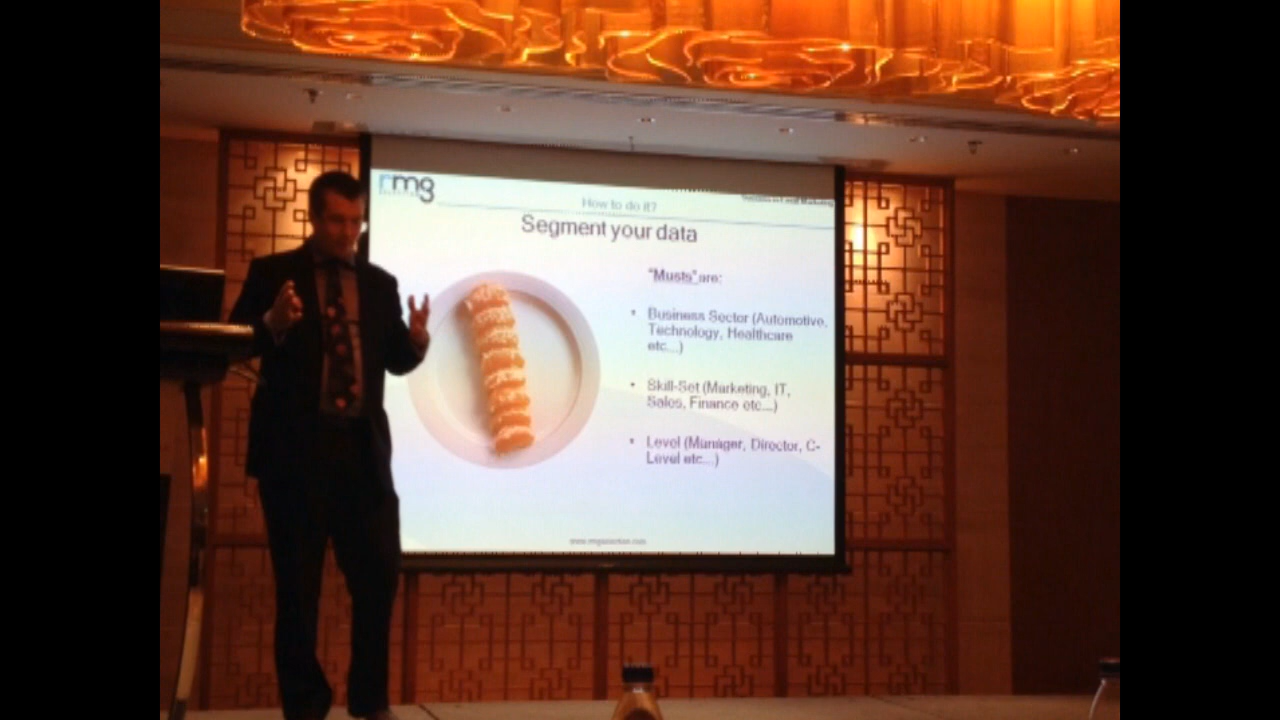 rmg
How to do it?
Segment your data
"Musts" are:
• Business Sector (Automotive,
Technology, Healthcare
etc...)
• Skill-Set (Marketing, IT,
Sales, Finance etc...)
• Level (Manager, Director, C-
Level etc...)